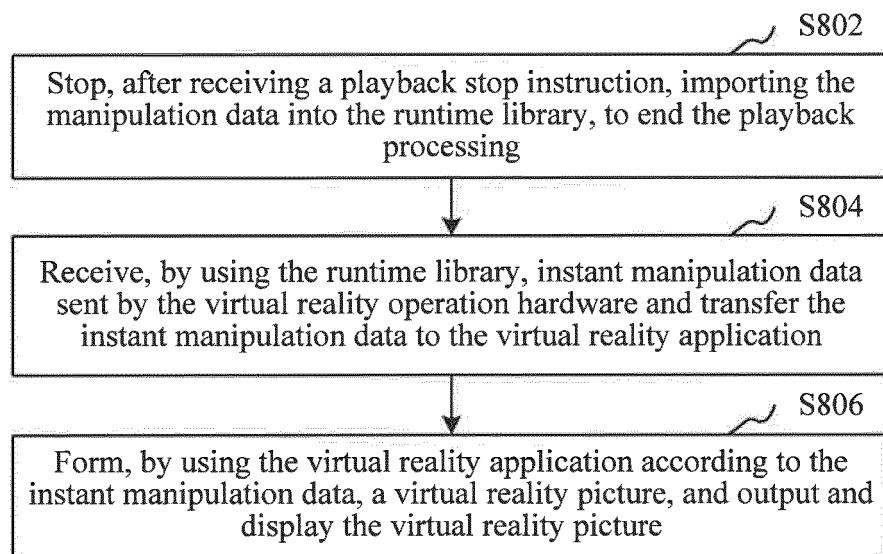 S802
Stop, after receiving a playback stop instruction, importing the
manipulation data into the runtime library, to end the playback
processing
S804
Receive, by using the runtime library, instant manipulation data
sent by the virtual reality operation hardware and transfer the
instant manipulation data to the virtual reality application
S806
Form, by using the virtual reality application according to the
instant manipulation data, a virtual reality picture, and output and
display the virtual reality picture